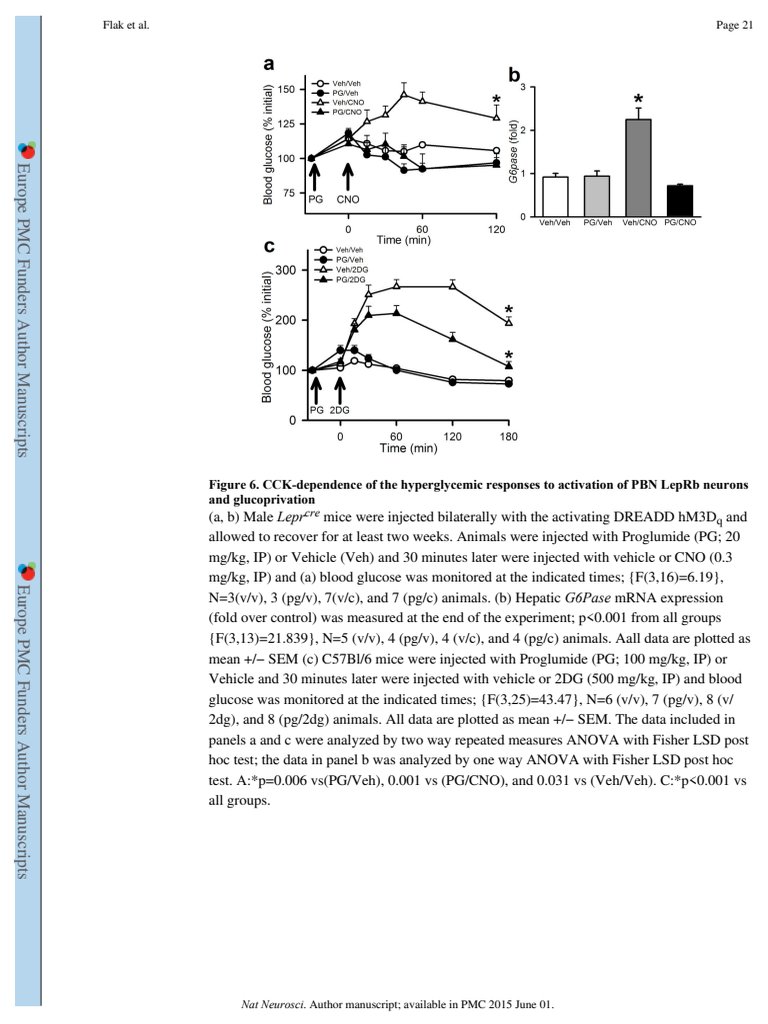 Flak et al.
Page 21
Europe PMC Funders Author Manuscripts
Europe PMC Funders Author Manuscripts
a
Veh/Veh
PG/Veh
Veh/CNO
PG/CNO
Blood glucose (% initial)
150
125
100
75
*
PG
CNO
0
60
120
Time (min)
b
G6pase (fold)
3
2
1
0
*
Veh/Veh
PG/Veh
Veh/CNO
PG/CNO
c
Veh/Veh
PG/Veh
Veh/2DG
PG/2DG
Blood glucose (% initial)
300
200
100
0
*
*
PG
2DG
0
60
120
180
Time (min)
Figure 6. CCK-dependence of the hyperglycemic responses to activation of PBN LepRb neurons
and glucoprivation
(a, b) Male Leprcre mice were injected bilaterally with the activating DREADD hM3Dq and
allowed to recover for at least two weeks. Animals were injected with Proglumide (PG; 20
mg/kg, IP) or Vehicle (Veh) and 30 minutes later were injected with vehicle or CNO (0.3
mg/kg, IP) and (a) blood glucose was monitored at the indicated times; {F(3,16)=6.19},
N=3(v/v), 3 (pg/v), 7(v/c), and 7 (pg/c) animals. (b) Hepatic G6Pase mRNA expression
(fold over control) was measured at the end of the experiment; p<0.001 from all groups
{F(3,13)=21.839}, N=5 (v/v), 4 (pg/v), 4 (v/c), and 4 (pg/c) animals. Aall data are plotted as
mean +/− SEM (c) C57Bl/6 mice were injected with Proglumide (PG; 100 mg/kg, IP) or
Vehicle and 30 minutes later were injected with vehicle or 2DG (500 mg/kg, IP) and blood
glucose was monitored at the indicated times; {F(3,25)=43.47}, N=6 (v/v), 7 (pg/v), 8 (v/
2dg), and 8 (pg/2dg) animals. All data are plotted as mean +/− SEM. The data included in
panels a and c were analyzed by two way repeated measures ANOVA with Fisher LSD post
hoc test; the data in panel b was analyzed by one way ANOVA with Fisher LSD post hoc
test. A:*p=0.006 vs(PG/Veh), 0.001 vs (PG/CNO), and 0.031 vs (Veh/Veh). C:*p<0.001 vs
all groups.
Nat Neurosci. Author manuscript; available in PMC 2015 June 01.